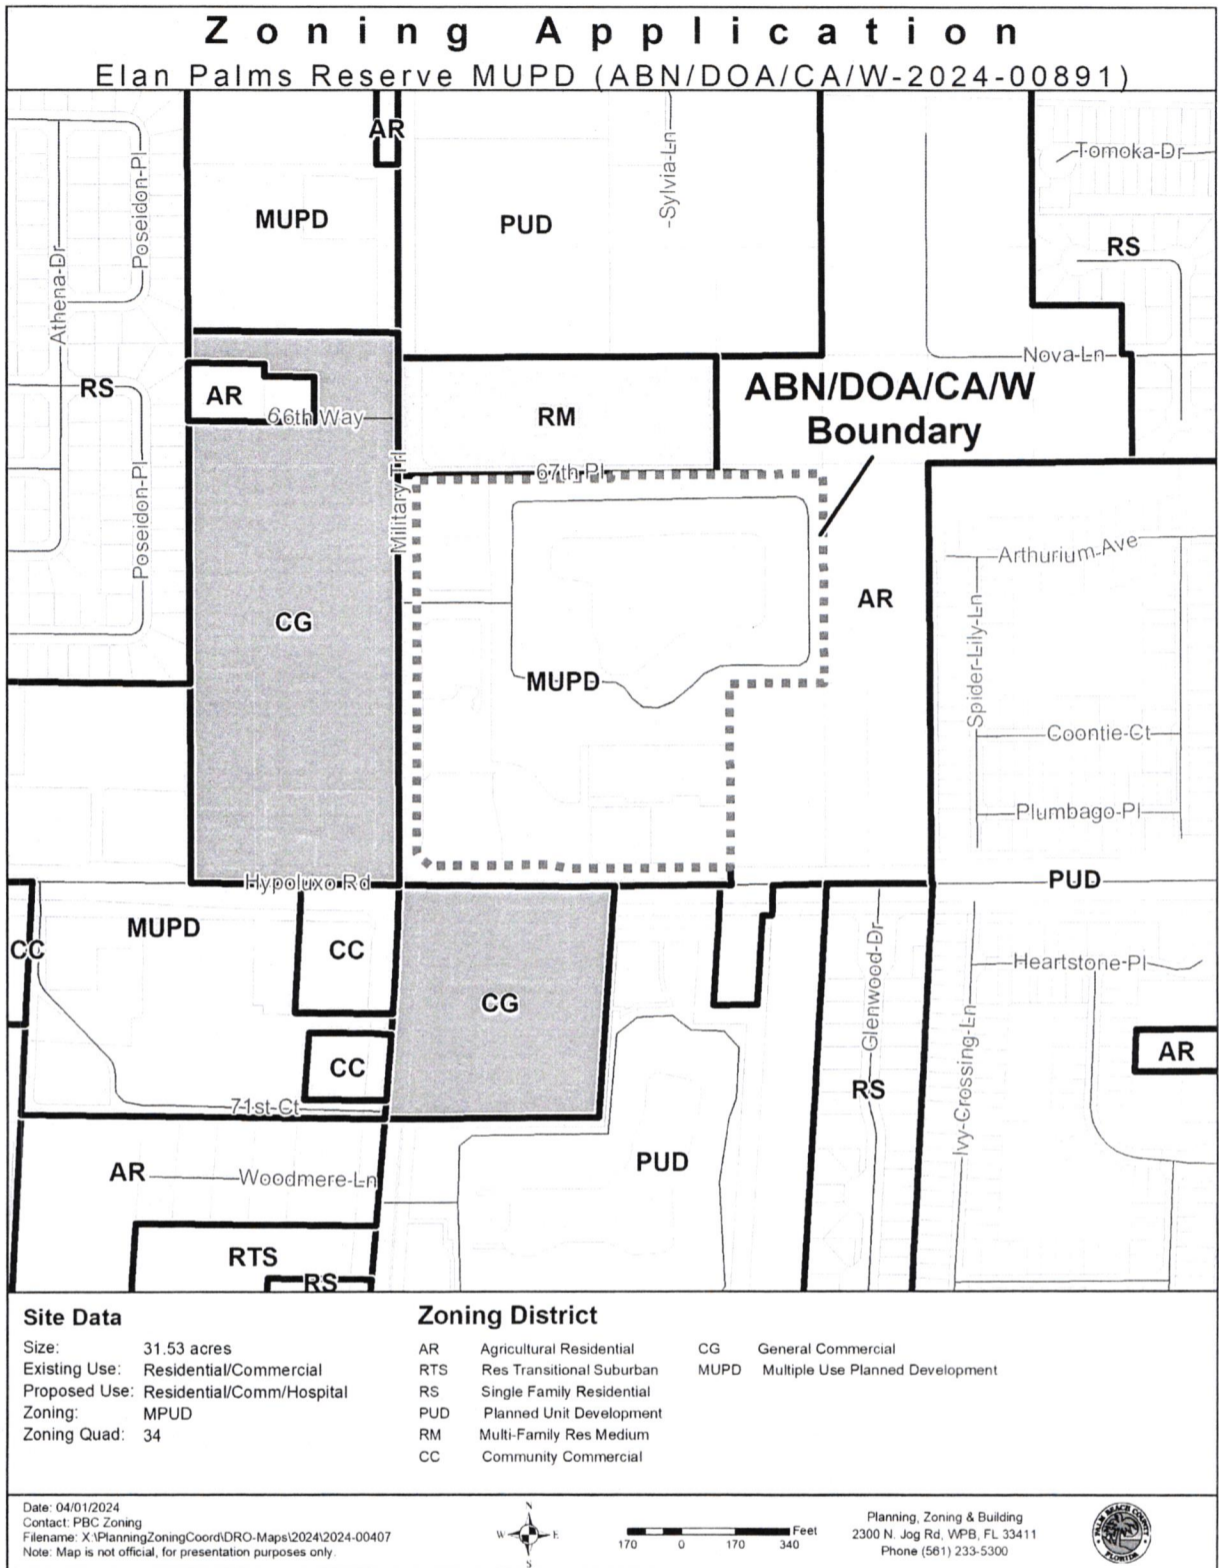 Zoning Application
Elan Palms Reserve MUPD (ABN/DOA/CA/W-2024-00891)
AR
Sylvia-Ln
Tomoka-Dr
Poseidon-Pl
MUPD
PUD
RS
Athena-Dr
Nova-Ln
RS
AR
66th Way
RM
ABN/DOA/CA/W
Boundary
67th Pl
Military Trl
Poseidon-Pl
Arthurium-Ave
CG
AR
Spider-Lily-Ln
MUPD
Coontie-Ct
Plumbago-Pl
Hypoluxo Rd
PUD
CC
MUPD
CC
CG
Glenwood-Dr
Heartstone-Pl
Ivy-Crossing-Ln
AR
CC
RS
71st-Ct
AR
Woodmere-Ln
PUD
RTS
RS
Site Data
Size: 31.53 acres
Existing Use: Residential/Commercial
Proposed Use: Residential/Comm/Hospital
Zoning: MPUD
Zoning Quad: 34
Zoning District
AR Agricultural Residential
RTS Res Transitional Suburban
RS Single Family Residential
PUD Planned Unit Development
RM Multi-Family Res Medium
CC Community Commercial
CG General Commercial
MUPD Multiple Use Planned Development
Date: 04/01/2024
Contact: PBC Zoning
Filename: X:\PlanningZoningCoord\DRO-Maps\2024\2024-00407
Note: Map is not official, for presentation purposes only.
N
W E
S
Feet
170 0 170 340
Planning, Zoning & Building
2300 N. Jog Rd, WPB, FL 33411
Phone (561) 233-5300
PALM BEACH COUNTY
FLORIDA